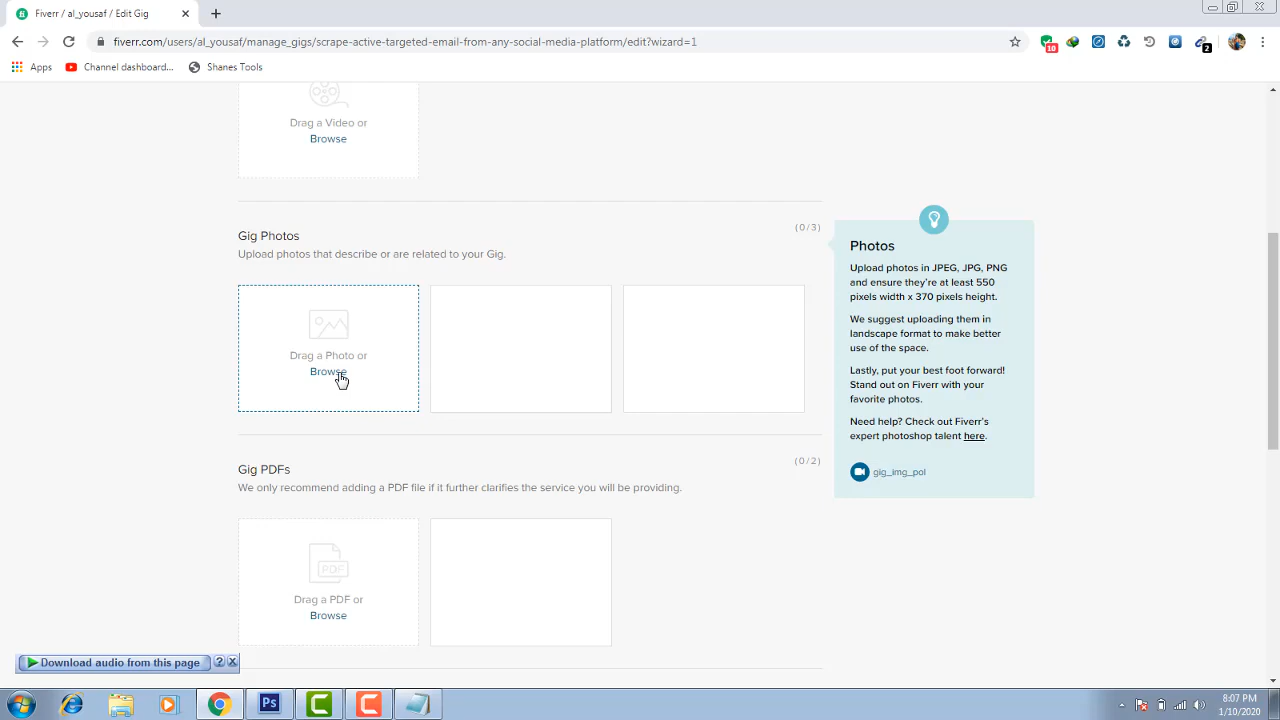 Fiverr / al_yousaf / Edit Gig
fiverr.com/users/al_yousaf/manage_gigs/scrape-active-targeted-email-from-any-social-media-platform/edit?wizard=1
10
2
Apps
Channel dashboard...
Shanes Tools
Drag a Video or
Browse
(0/3)
Gig Photos
Upload photos that describe or are related to your Gig.
Drag a Photo or
Browse
Photos
Upload photos in JPEG, JPG, PNG
and ensure they're at least 550
pixels width x 370 pixels height.
We suggest uploading them in
landscape format to make better
use of the space.
Lastly, put your best foot forward!
Stand out on Fiverr with your
favorite photos.
Need help? Check out Fiverr's
expert photoshop talent here.
gig_img_pol
(0/2)
Gig PDFs
We only recommend adding a PDF file if it further clarifies the service you will be providing.
PDF
Drag a PDF or
Browse
Download audio from this page
?
Ps
8:07 PM
1/10/2020